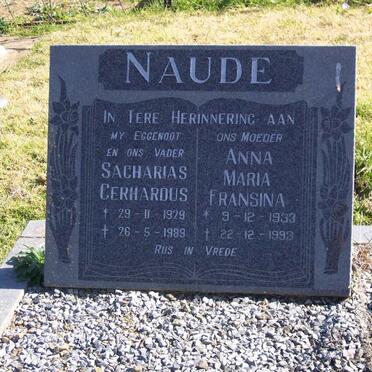 NAUDE
IN TERE HERINNERING AAN
MY EGGENOOT
EN ONS VADER
SACHARIAS
GERHARDUS
† 29-11-1929
† 26-5-1989
ONS MOEDER
ANNA
MARIA
FRANSINA
* 9-12-1933
† 22-12-1993
RUS IN VREDE